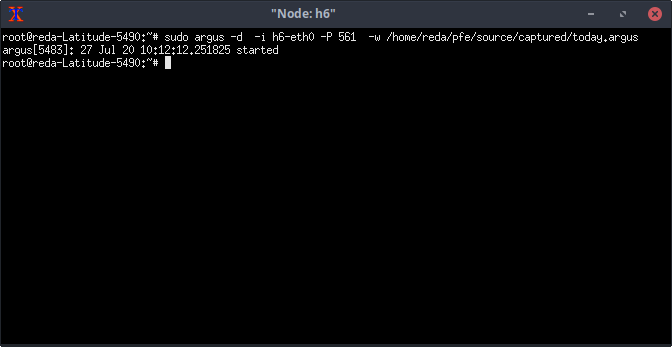 "Node: h6"
root@reda-Latitude-5490:~# sudo argus -d  -i h6-eth0 -P 561  -w /home/reda/pfe/source/captured/today.argus
argus[5483]: 27 Jul 20 10:12:12.251825 started
root@reda-Latitude-5490:~#